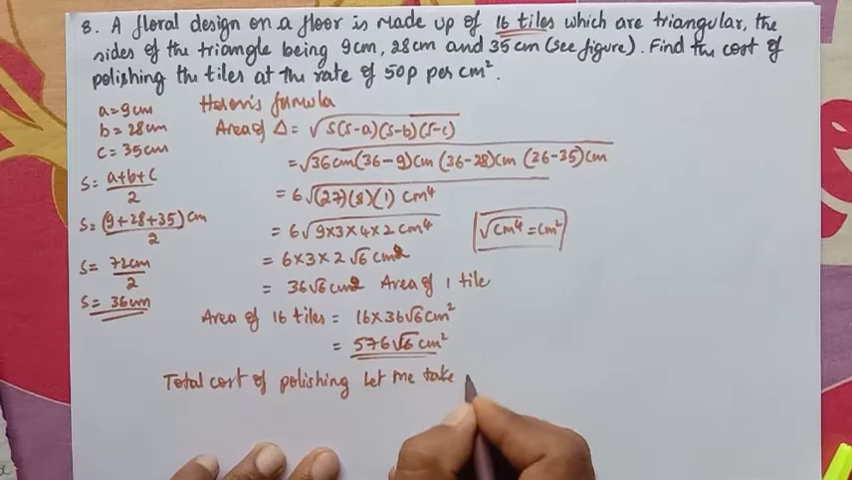 8. A floral design on a floor is made up of 16 tiles which are triangular, the
sides of the triangle being 9cm, 28cm and 35cm (see figure). Find the cost of
polishing the tiles at the rate of 50p per cm².
a=9cm
b=28cm
c=35cm
S= a+b+c/2
S= (9+28+35)cm/2
S= 72cm/2
S= 36cm
Heron's formula
Area of Δ= √S(S-a)(S-b)(S-c)
=√36cm(36-9)cm (36-28)cm (26-35)cm
= 6√(27)(8)(1) cm⁴
= 6√9×3×4×2 cm⁴
√cm⁴ = cm²
= 6×3×2√6 cm²
= 36√6 cm² Area of 1 tile
Area of 16 tiles = 16×36√6cm²
= 576√6 cm²
Total cost of polishing Let me take